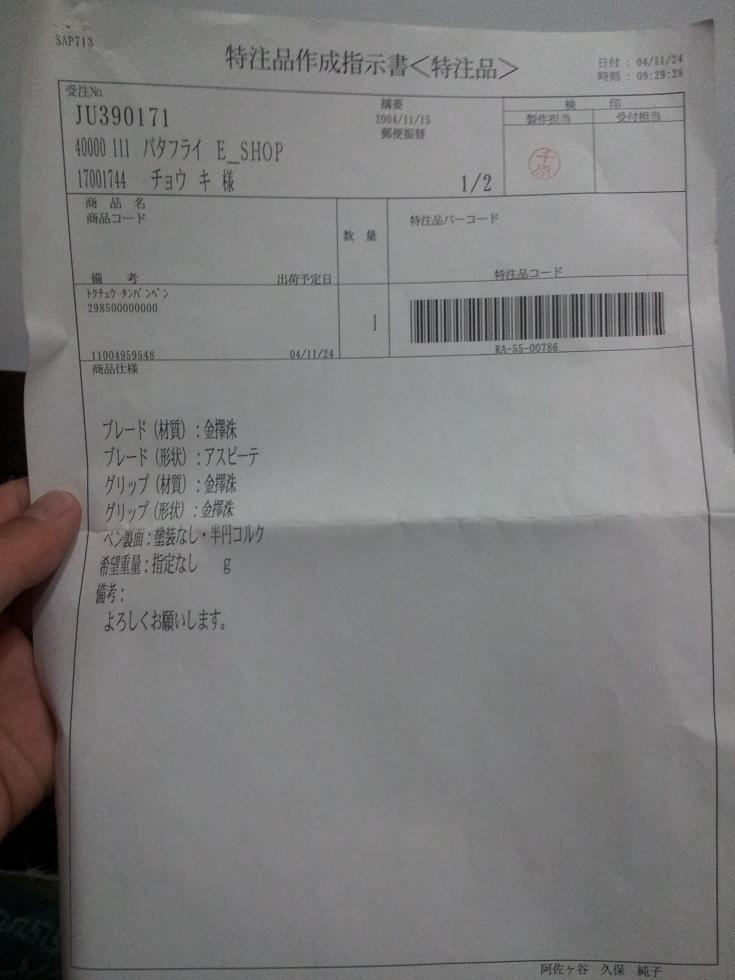 SAP713
特注品作成指示書<特注品>
日付 : 04/11/24
時刻 : 09:29:28
受注No.
JU390171
摘要
2004/11/15
郵便振替
検 印
製作担当 受付担当
40000 111 バタフライ E_SHOP
17001744 チョウ キ 様
1/2
商 品 名
商品コード
数 量
特注品バーコード
備 考 出荷予定日
特注品コード
トクチュウ タンパンペン
298500000000
1
11004959548 04/11/24
RA-55-00786
商品仕様
ブレード (材質) : 金擇洙
ブレード (形状) : アスピーテ
グリップ (材質) : 金擇洙
グリップ (形状) : 金擇洙
ペン製面 : 塗装なし・半円コルク
希望重量 : 指定なし g
備考 :
よろしくお願いします。
阿佐ヶ谷 久保 純子